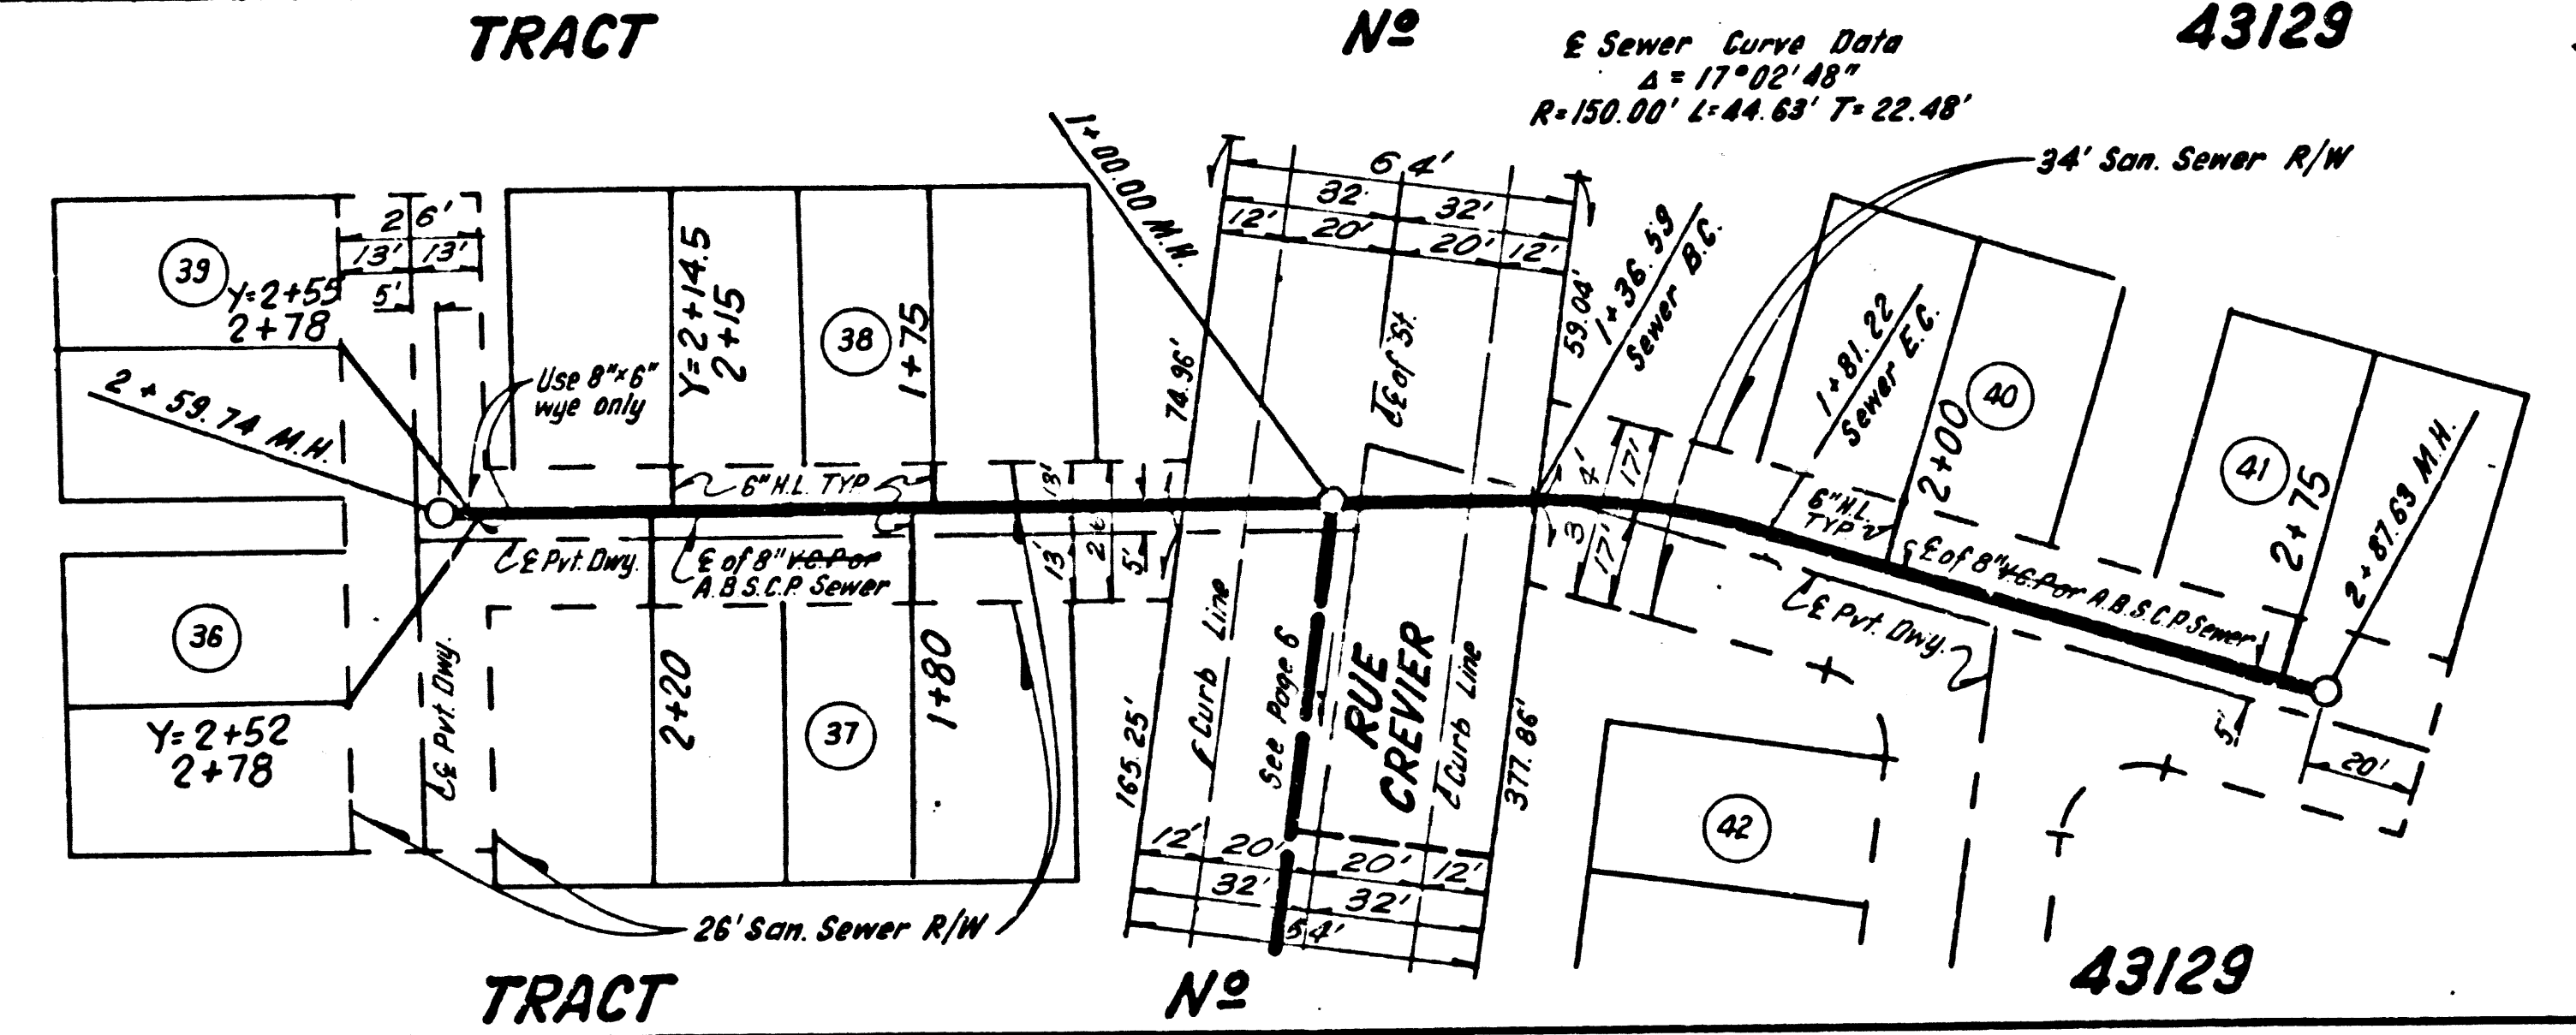 TRACT Nº 43129
₠ Sewer Curve Data
Δ = 17°02'48"
R=150.00' L=44.63' T=22.48'
34' San. Sewer R/W
1+00.00 M.H.
64'
32' 32'
12' 20' 20' 12'
26'
13' 13'
5'
39
Y=2+55
2+78
2+59.74 M.H.
Use 8"x6"
wye only
Y=2+14.5
2+15
38
1+75
74.96'
℄ of St.
59.04'
1+36.59
Sewer B.C.
1+81.22
Sewer E.C.
40
2+00
41
2+75
2+87.63 M.H.
6" H.L. TYP.
13'
13'
26'
5'
34'
17'
17'
6" H.L.
TYP.
℄ Pvt. Dwy.
℄ of 8" V.C.P. or
A.B.S.C.P. Sewer
℄ of 8" V.C.P. or A.B.S.C.P. Sewer
℄ Pvt. Dwy.
36
Y=2+52
2+78
℄ Pvt. Dwy.
2+20
37
1+80
165.25'
Curb Line
See Page 6
RUE
CREVIER
Curb Line
377.86'
5'
20'
42
12' 20' 20' 12'
32' 32'
54'
26' San. Sewer R/W
TRACT Nº 43129